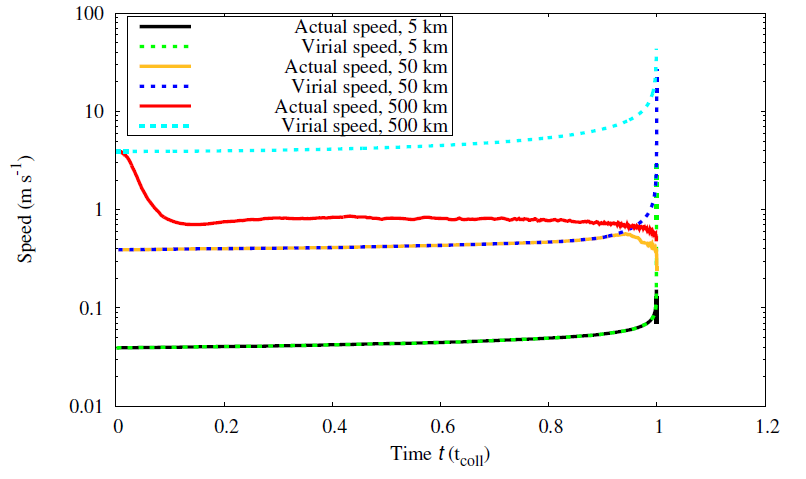 100
10
1
0.1
0.01
Speed (m s-1)
Actual speed, 5 km
Virial speed, 5 km
Actual speed, 50 km
Virial speed, 50 km
Actual speed, 500 km
Virial speed, 500 km
0 0.2 0.4 0.6 0.8 1 1.2
Time t (tcoll)